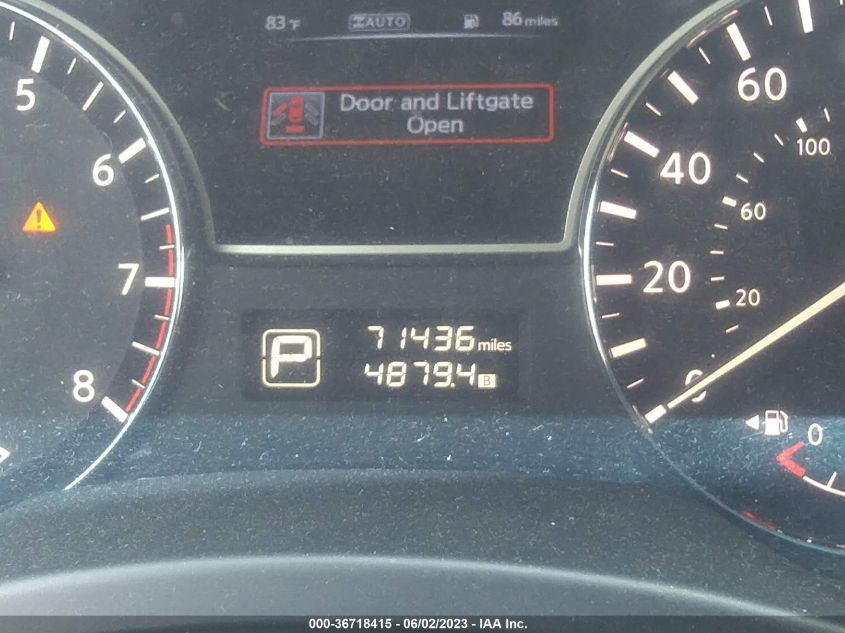 83°F AUTO 86 miles
Door and Liftgate
Open
5
6
7
8
P
71436 miles
4879.4 B
60
40
20
0
100
60
20
0
000-36718415 - 06/02/2023 - IAA Inc.